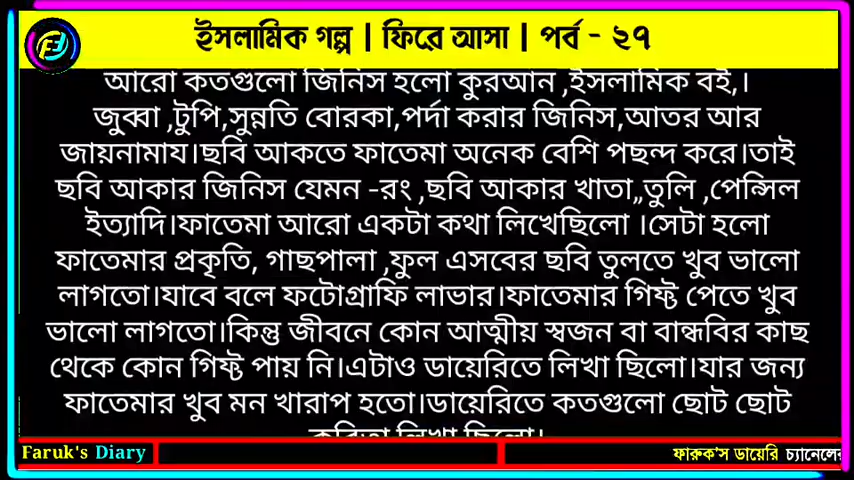 ইসলামিক গল্প | ফিরে আসা | পর্ব - ২৭
আরো কতগুলো জিনিস হলো কুরআন ,ইসলামিক বই,।
জুব্বা ,টুপি,সুন্নতি বোরকা,পর্দা করার জিনিস,আতর আর
জায়নামায।ছবি আকতে ফাতেমা অনেক বেশি পছন্দ করে।তাই
ছবি আকার জিনিস যেমন -রং ,ছবি আকার খাতা,,তুলি ,পেন্সিল
ইত্যাদি।ফাতেমা আরো একটা কথা লিখেছিলো ।সেটা হলো
ফাতেমার প্রকৃতি, গাছপালা ,ফুল এসবের ছবি তুলতে খুব ভালো
লাগতো।যাবে বলে ফটোগ্রাফি লাভার।ফাতেমার গিফ্ট পেতে খুব
ভালো লাগতো।কিন্তু জীবনে কোন আত্মীয় স্বজন বা বান্ধবির কাছ
থেকে কোন গিফ্ট পায় নি।এটাও ডায়েরিতে লিখা ছিলো।যার জন্য
ফাতেমার খুব মন খারাপ হতো।ডায়েরিতে কতগুলো ছোট ছোট
কবিতা লিখা ছিলো।
Faruk's Diary
ফারুক'স ডায়েরি চ্যানেলের